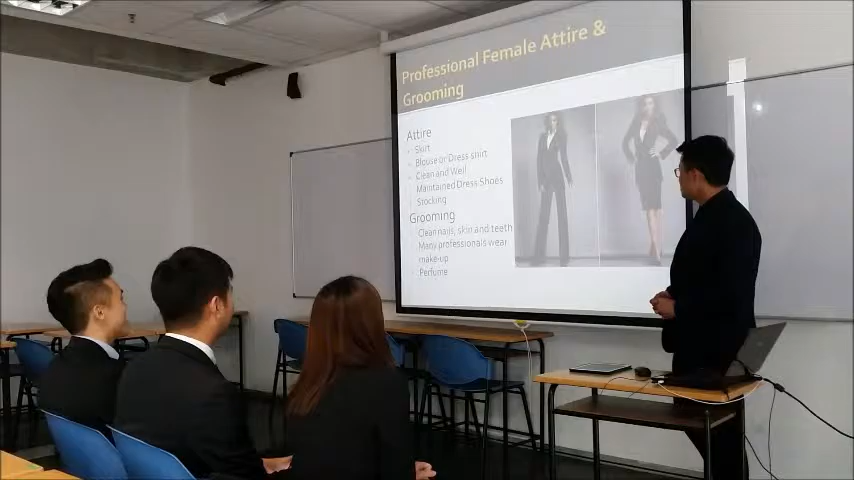 Professional Female Attire &
Grooming
Attire
Skirt
Blouse or Dress shirt
Clean and Well
Maintained Dress Shoes
Stocking
Grooming
Clean nails, skin and teeth
Many professionals wear
make-up
Perfume